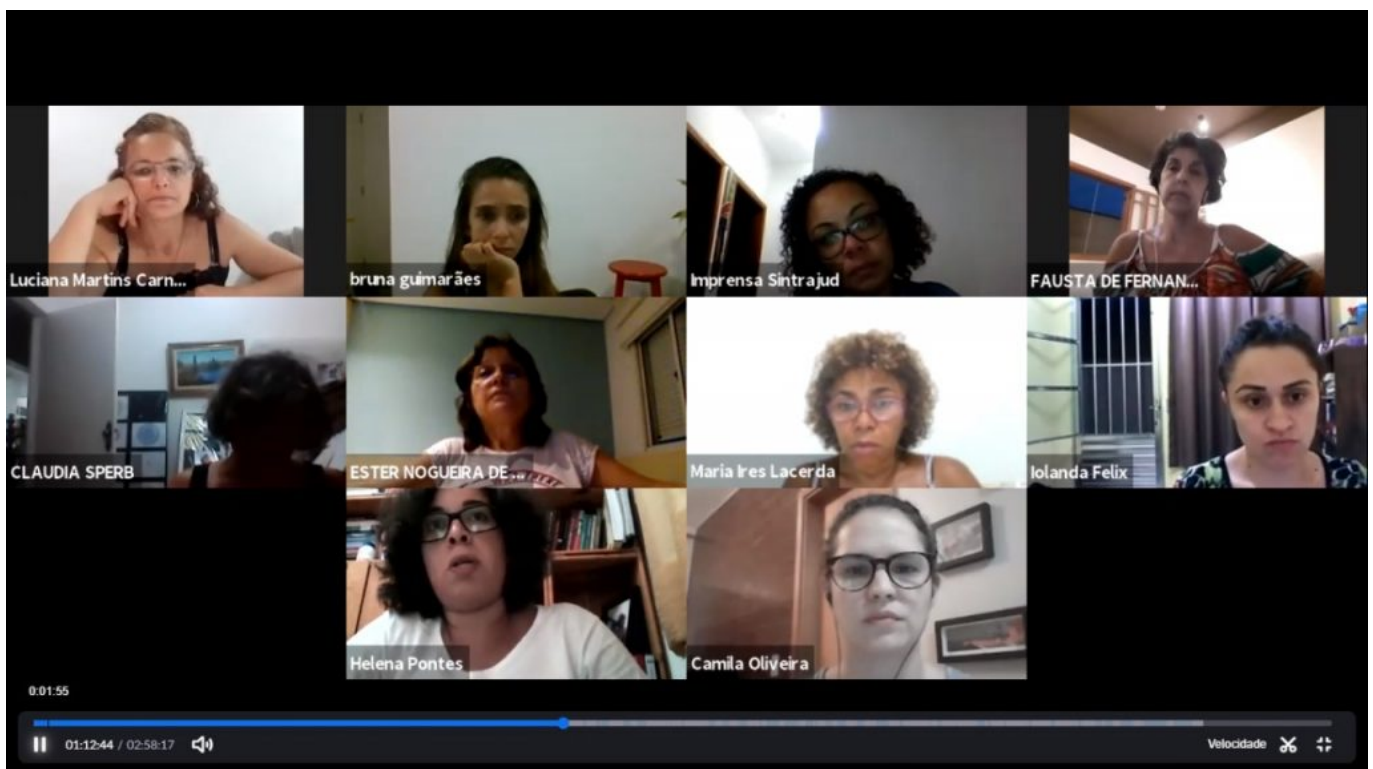 Luciana Martins Carn...
bruna guimarães
Imprensa Sintrajud
FAUSTA DE FERNAN...
CLAUDIA SPERB
ESTER NOGUEIRA DE...
Maria Ires Lacerda
Iolanda Felix
Helena Pontes
Camila Oliveira
0:01:55
01:12:44 / 02:58:17
Velocidade